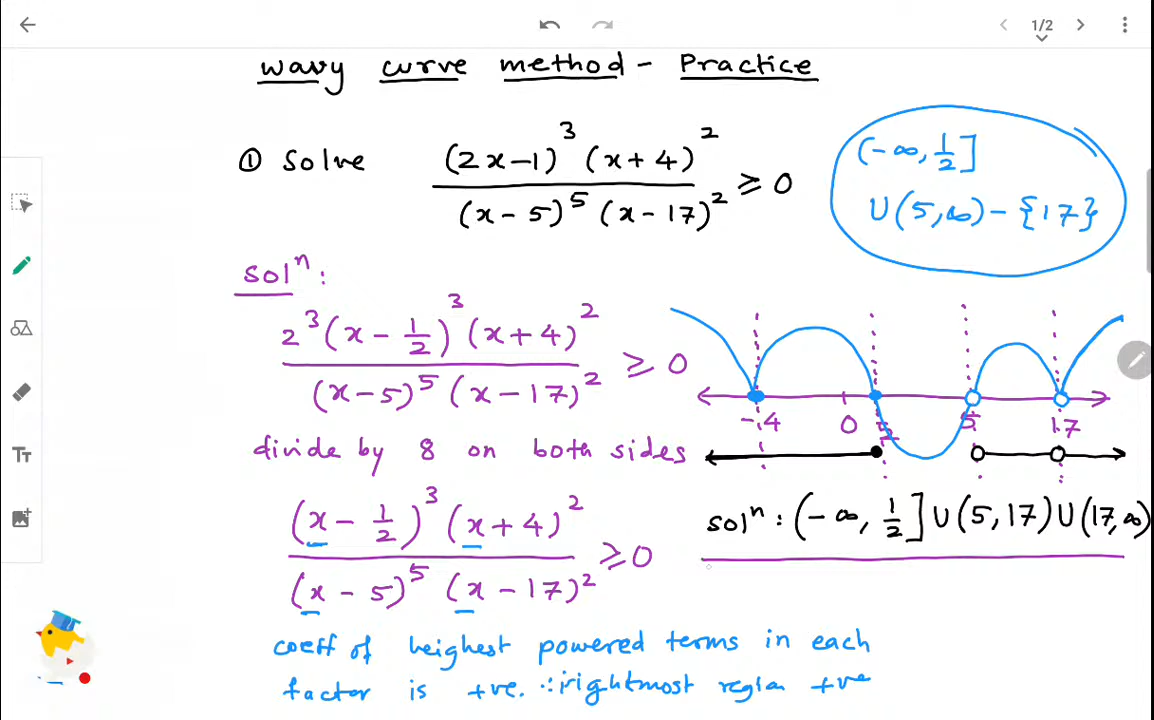 1/2
wavy curve method - Practice
① Solve (2x-1)³ (x+4)² / (x-5)⁵ (x-17)² ≥ 0
(-∞, 1/2]
∪ (5,∞) - {17}
solⁿ:
2³(x - 1/2)³ (x+4)² / (x-5)⁵ (x-17)² ≥ 0
-4 0 1/2 5 17
divide by 8 on both sides
(x - 1/2)³ (x+4)² / (x-5)⁵ (x-17)² ≥ 0
solⁿ: (-∞, 1/2] ∪ (5,17) ∪ (17,∞)
coeff of heighest powered terms in each
factor is +ve. ∴ rightmost region +ve
Tт